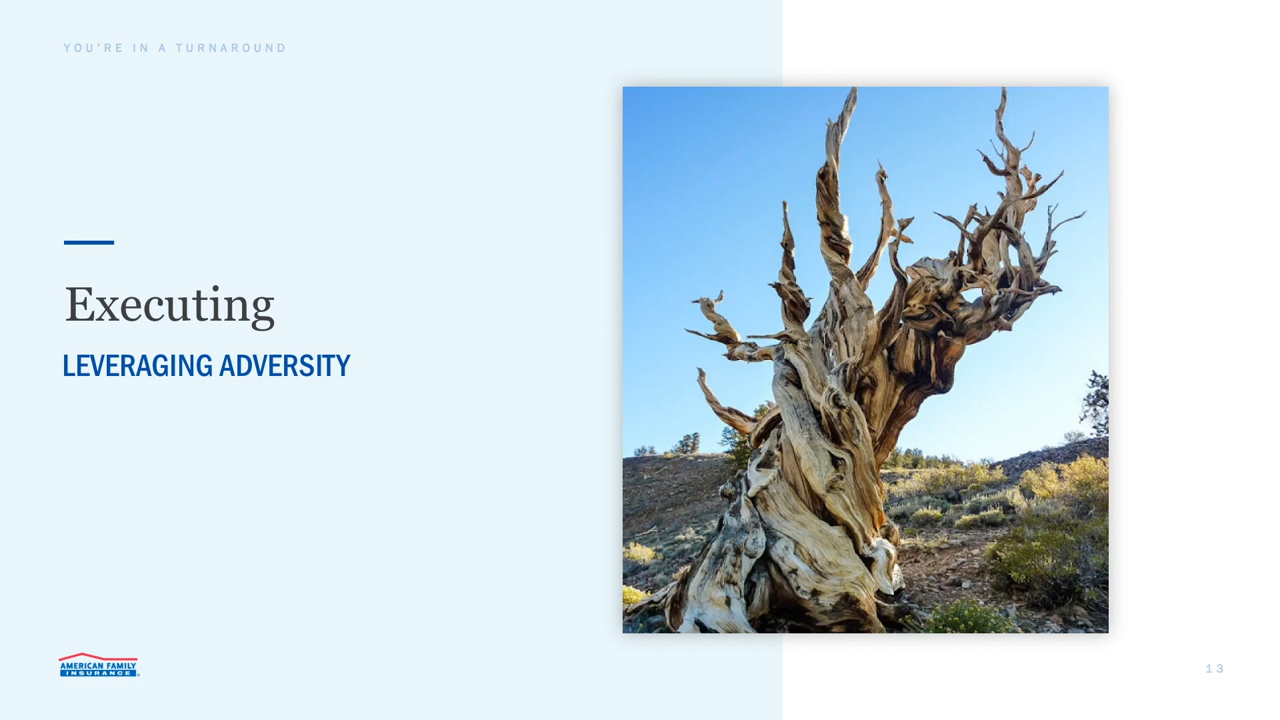 YOU'RE IN A TURNAROUND
Executing
LEVERAGING ADVERSITY
AMERICAN FAMILY
INSURANCE
13